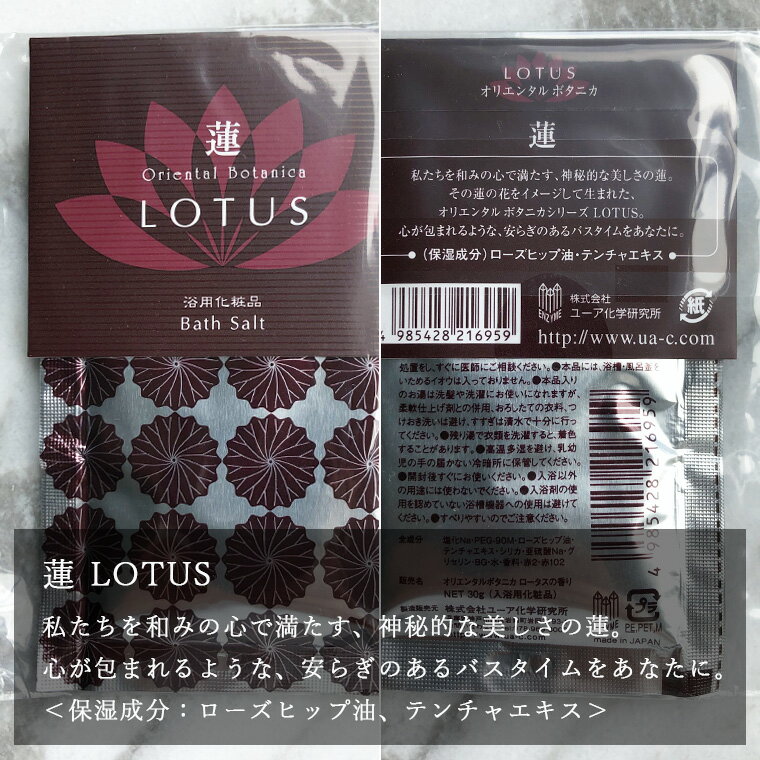 蓮
Oriental Botanica
LOTUS
浴用化粧品
Bath Salt
LOTUS
オリエンタル ボタニカ
蓮
私たちを和みの心で満たす、神秘的な美しさの蓮。
その蓮の花をイメージして生まれた、
オリエンタル ボタニカシリーズ LOTUS。
心が包まれるような、安らぎのあるバスタイムをあなたに。
(保湿成分)ローズヒップ油・テンチャエキス
4 985428 216959
ENZYME
株式会社
ユーア化学研究所
紙
http://www.ua-c.com
処置をし、すぐに医師にご相談ください。●本品には、浴槽・風呂釜を
いためるイオウは入っておりません。●本品入り
のお湯は洗髪や洗濯にお使いになれますが、
柔軟仕上げ剤との併用、おろしたての衣料、つ
けおき洗いは避け、すすぎは清水で十分に行っ
てください。●残り湯で衣類を洗濯すると、着色
することがあります。●高温多湿を避け、乳幼
児の手の届かない冷暗所に保管してください。
●開封後すぐにお使いください。●入浴以外
の用途には使わないでください。●入浴剤の使
用を認めていない浴槽機器への使用は避けてく
ださい。●すべりやすいのでご注意ください。
4 985428 216959
全成分
塩化Na・PEG-90M・ローズヒップ油・
テンチャエキス・シリカ・亜硫酸Na・グ
リセリン・BG・水・香料・赤2・赤102
販売名
オリエンタルボタニカ ロータスの香り
NET 30g(入浴用化粧品)
製造販売元
株式会社ユーア化学研究所
プラ
PE,PET,M
made in JAPAN
蓮 LOTUS
私たちを和みの心で満たす、神秘的な美しさの蓮。
心が包まれるような、安らぎのあるバスタイムをあなたに。
＜保湿成分：ローズヒップ油、テンチャエキス＞